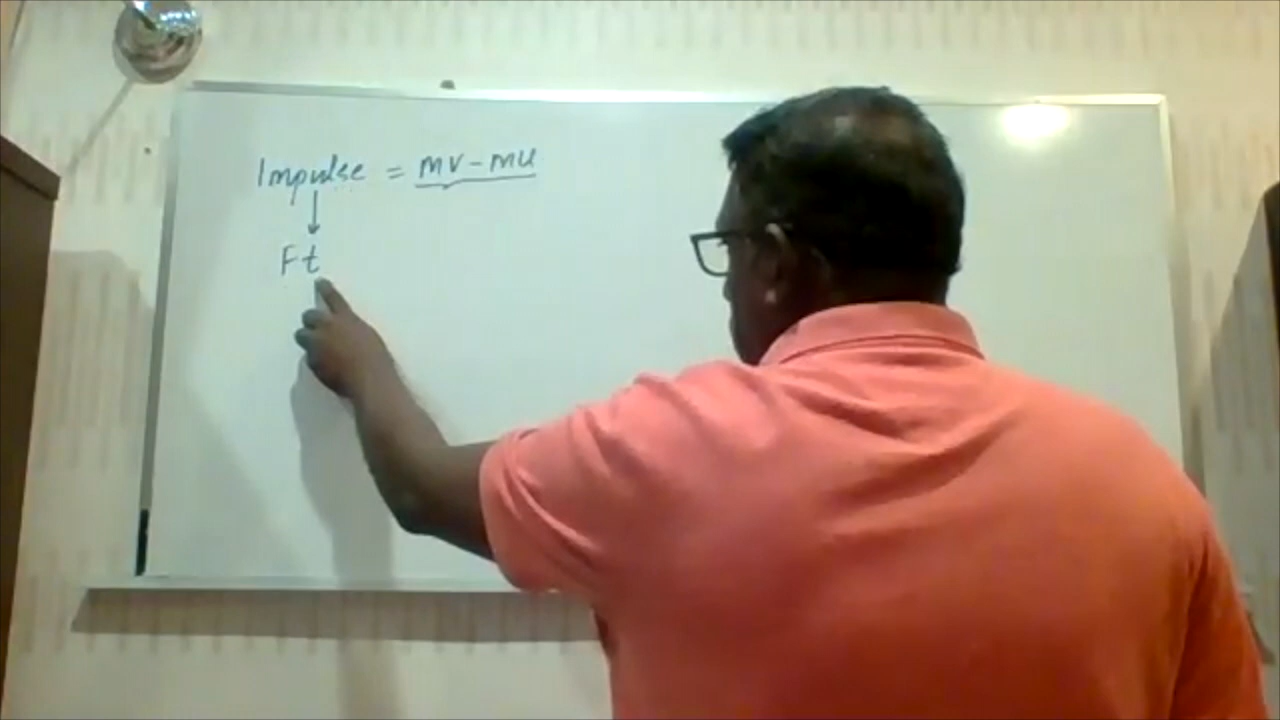 Impulse = mv - mu
↓
Ft